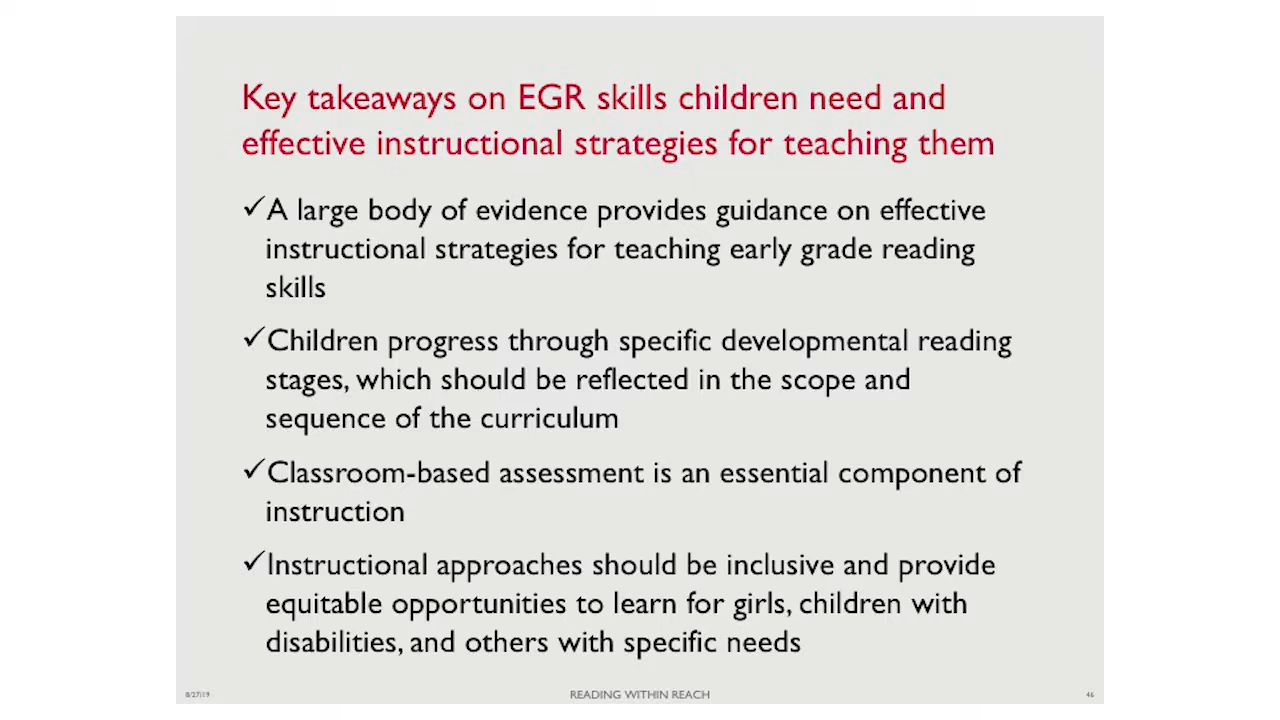 Key takeaways on EGR skills children need and
effective instructional strategies for teaching them
✓A large body of evidence provides guidance on effective
instructional strategies for teaching early grade reading
skills
✓Children progress through specific developmental reading
stages, which should be reflected in the scope and
sequence of the curriculum
✓Classroom-based assessment is an essential component of
instruction
✓Instructional approaches should be inclusive and provide
equitable opportunities to learn for girls, children with
disabilities, and others with specific needs
8/27/19
READING WITHIN REACH
46